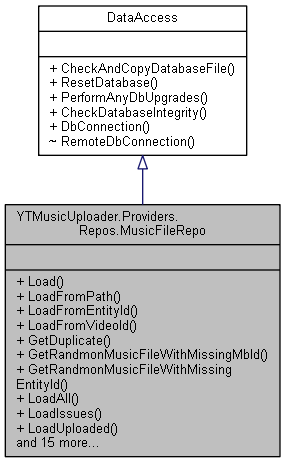 DataAccess
+ CheckAndCopyDatabaseFile()
+ ResetDatabase()
+ PerformAnyDbUpgrades()
+ CheckDatabaseIntegrity()
+ DbConnection()
~ RemoteDbConnection()
YTMusicUploader.Providers.
Repos.MusicFileRepo
+ Load()
+ LoadFromPath()
+ LoadFromEntityId()
+ LoadFromVideoId()
+ GetDuplicate()
+ GetRandmonMusicFileWithMissingMbId()
+ GetRandmonMusicFileWithMissing
EntityId()
+ LoadAll()
+ LoadIssues()
+ LoadUploaded()
and 15 more...